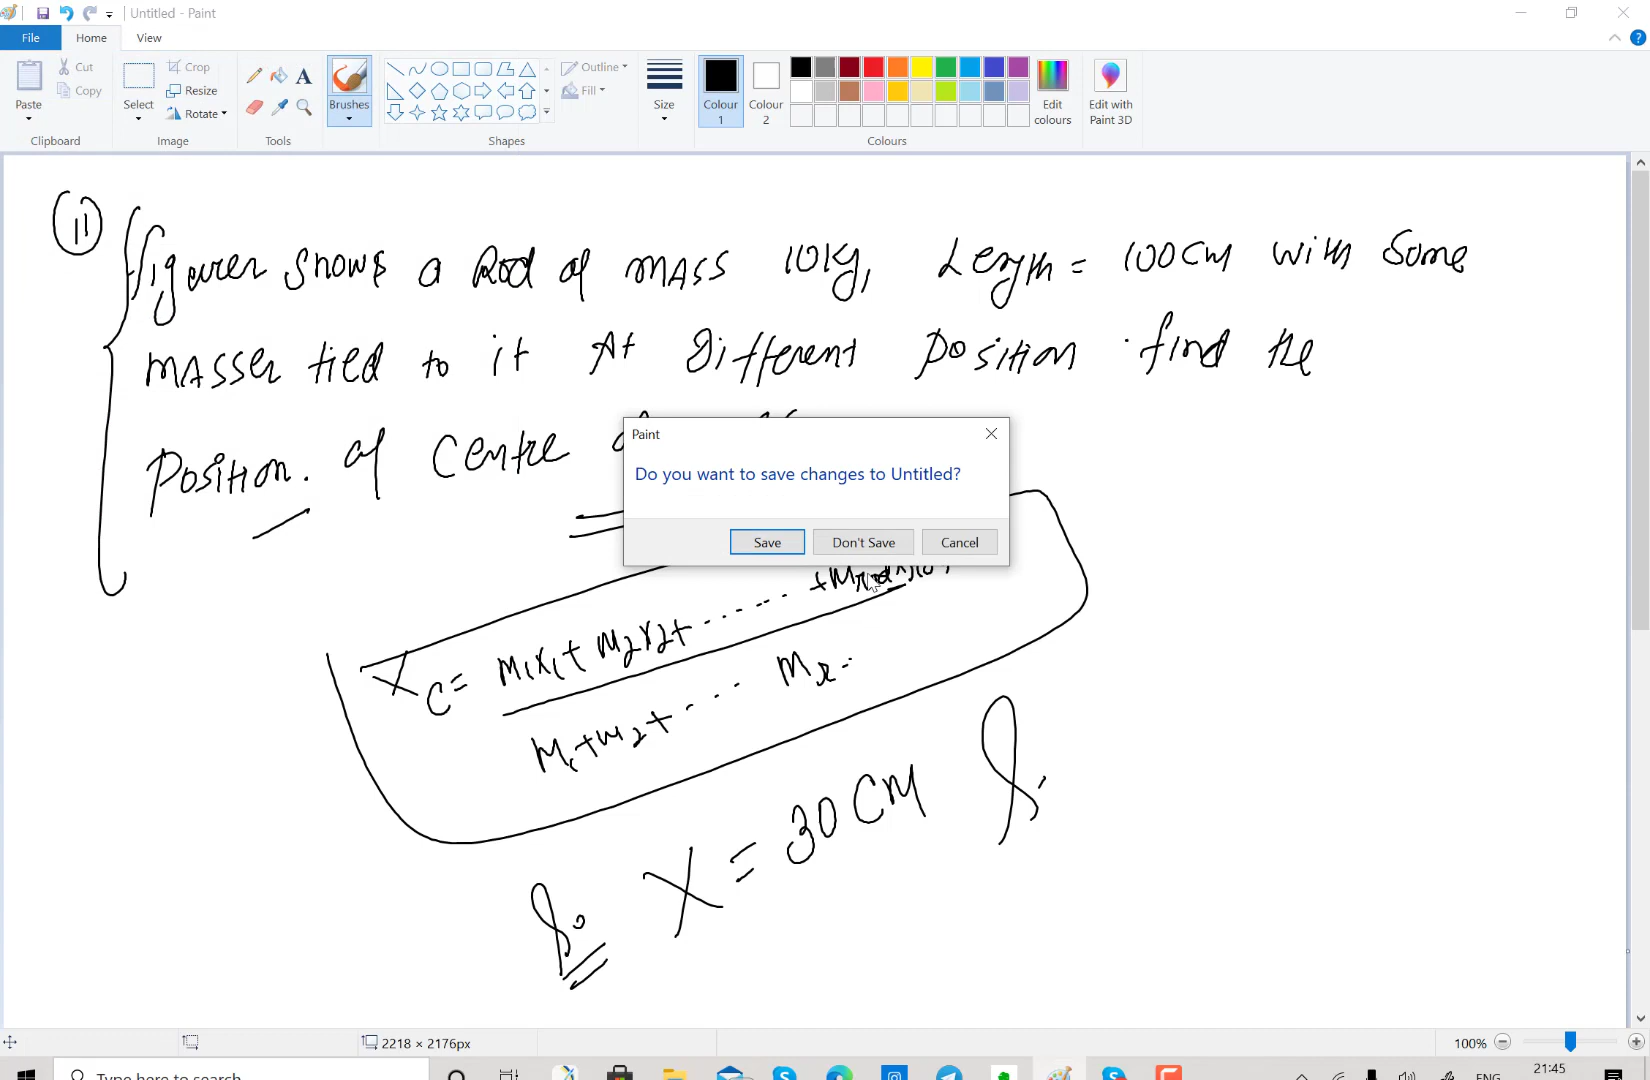 Untitled - Paint
File Home View
Paste
Cut
Copy
Clipboard
Select
Crop
Resize
Rotate
Image
A
Tools
Brushes
Shapes
Outline
Fill
Size
Colour 1
Colour 2
Edit colours
Edit with Paint 3D
Colours
11
figurer shows a Rod of mass 10kg, Length = 100cm with some
masser tied to it At Different position. find the
position. of centre
Paint
Do you want to save changes to Untitled?
Save Don't Save Cancel
Xc = m1x1 + m2x2 + ......
m1+m2+ ..... Mr.
X = 30 CM
2218 × 2176px
100%
Type here to search
ENG
21:45